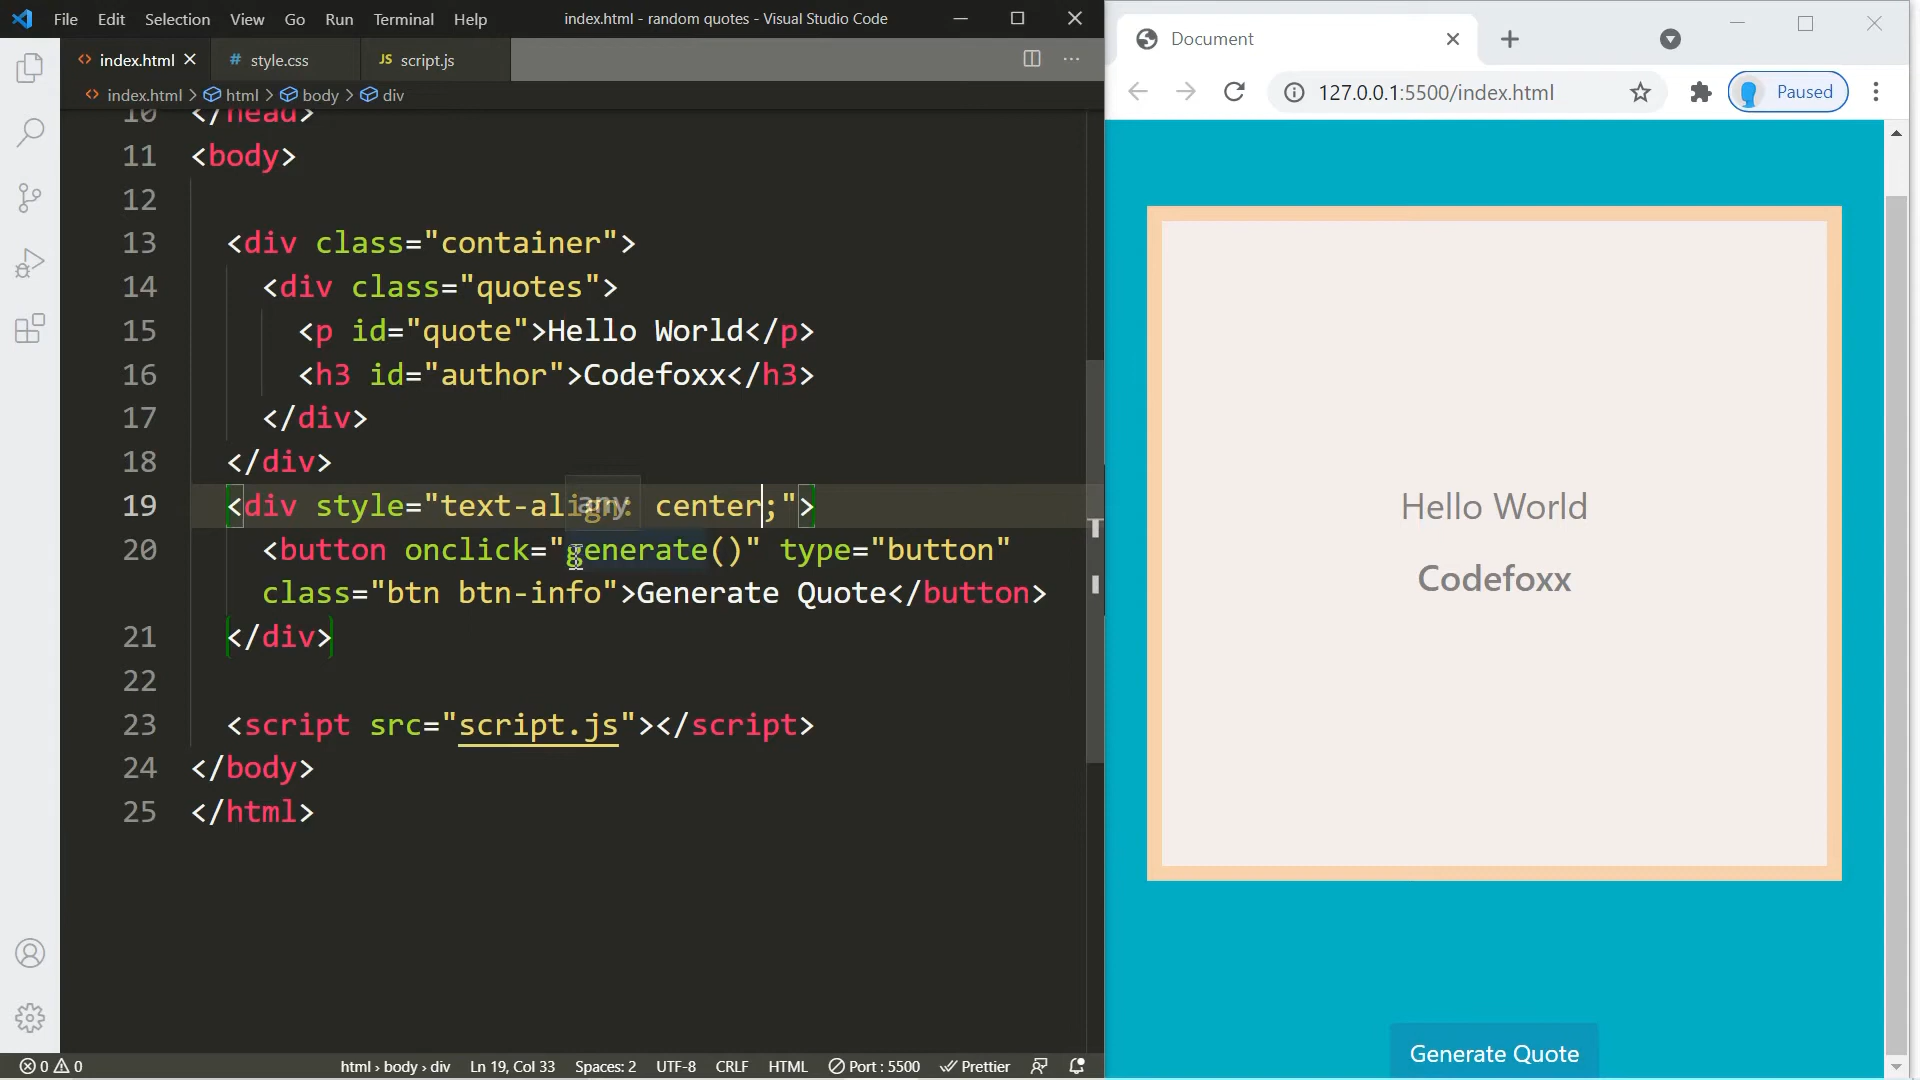 File Edit Selection View Go Run Terminal Help index.html - random quotes - Visual Studio Code
index.html # style.css JS script.js
index.html > html > body > div
10 </head>
11 <body>
12
13 <div class="container">
14 <div class="quotes">
15 <p id="quote">Hello World</p>
16 <h3 id="author">Codefoxx</h3>
17 </div>
18 </div>
19 <div style="text-align: center;">
any
20 <button onclick="generate()" type="button"
class="btn btn-info">Generate Quote</button>
21 </div>
22
23 <script src="script.js"></script>
24 </body>
25 </html>
0 0 html > body > div Ln 19, Col 33 Spaces: 2 UTF-8 CRLF HTML Port : 5500 Prettier
Document
127.0.0.1:5500/index.html Paused
Hello World
Codefoxx
Generate Quote